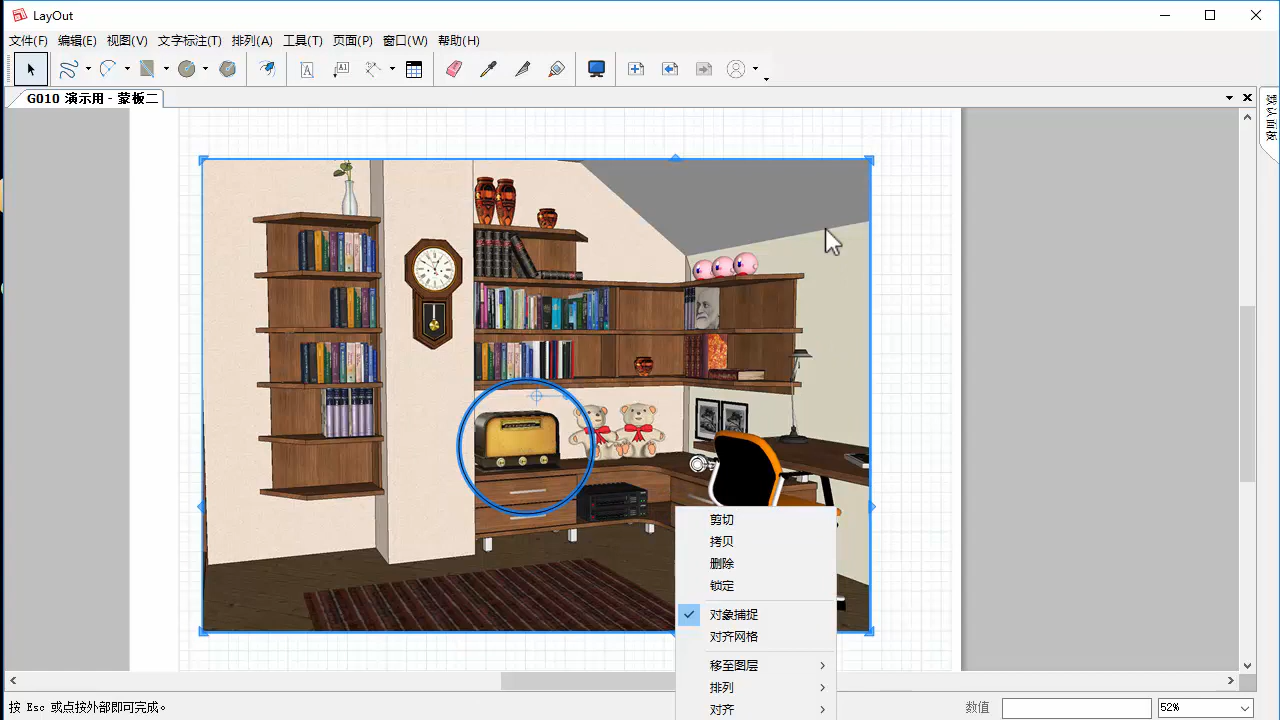 LayOut
文件(F) 编辑(E) 视图(V) 文字标注(T) 排列(A) 工具(T) 页面(P) 窗口(W) 帮助(H)
G010 演示用 - 蒙板二
默认面板
剪切
拷贝
删除
锁定
对象捕捉
对齐网格
移至图层
排列
对齐
按 Esc 或点按外部即可完成。
数值
52%